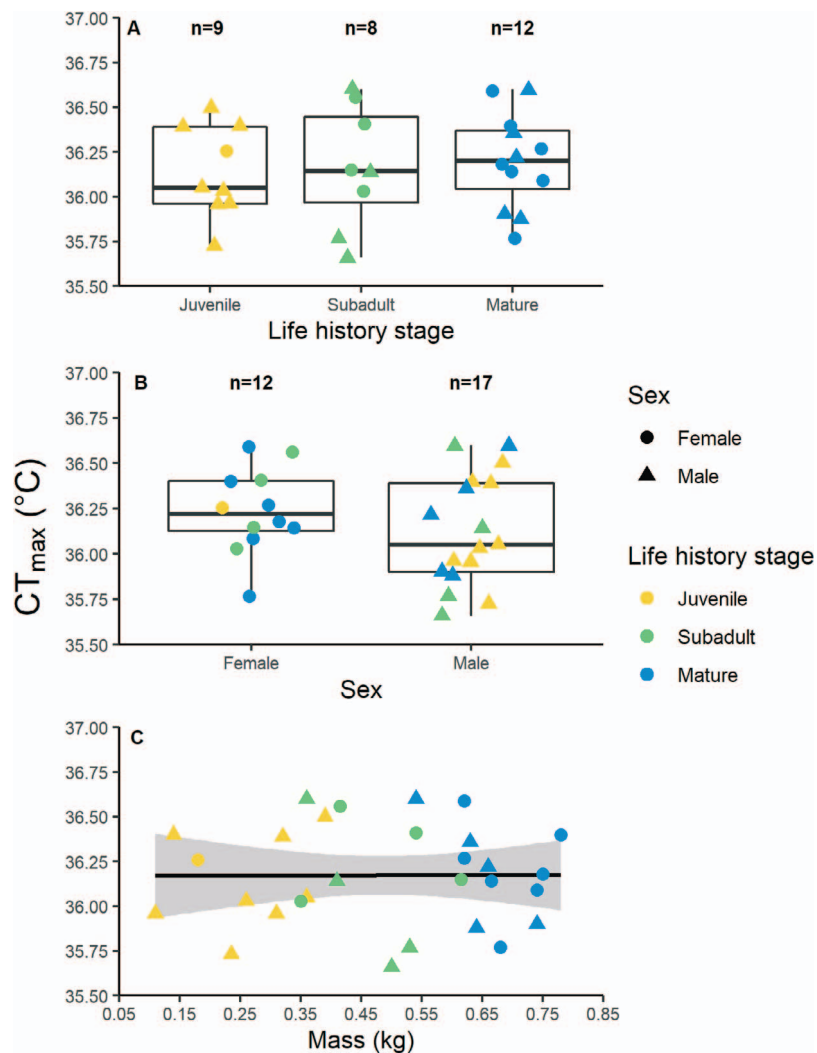 A
n=9 n=8 n=12
37.00
36.75
36.50
36.25
36.00
35.75
35.50
Juvenile Subadult Mature
Life history stage
B
n=12 n=17
37.00
36.75
36.50
36.25
36.00
35.75
35.50
Female Male
Sex
CTmax (°C)
Sex
Female
Male
Life history stage
Juvenile
Subadult
Mature
C
37.00
36.75
36.50
36.25
36.00
35.75
35.50
0.05 0.15 0.25 0.35 0.45 0.55 0.65 0.75 0.85
Mass (kg)